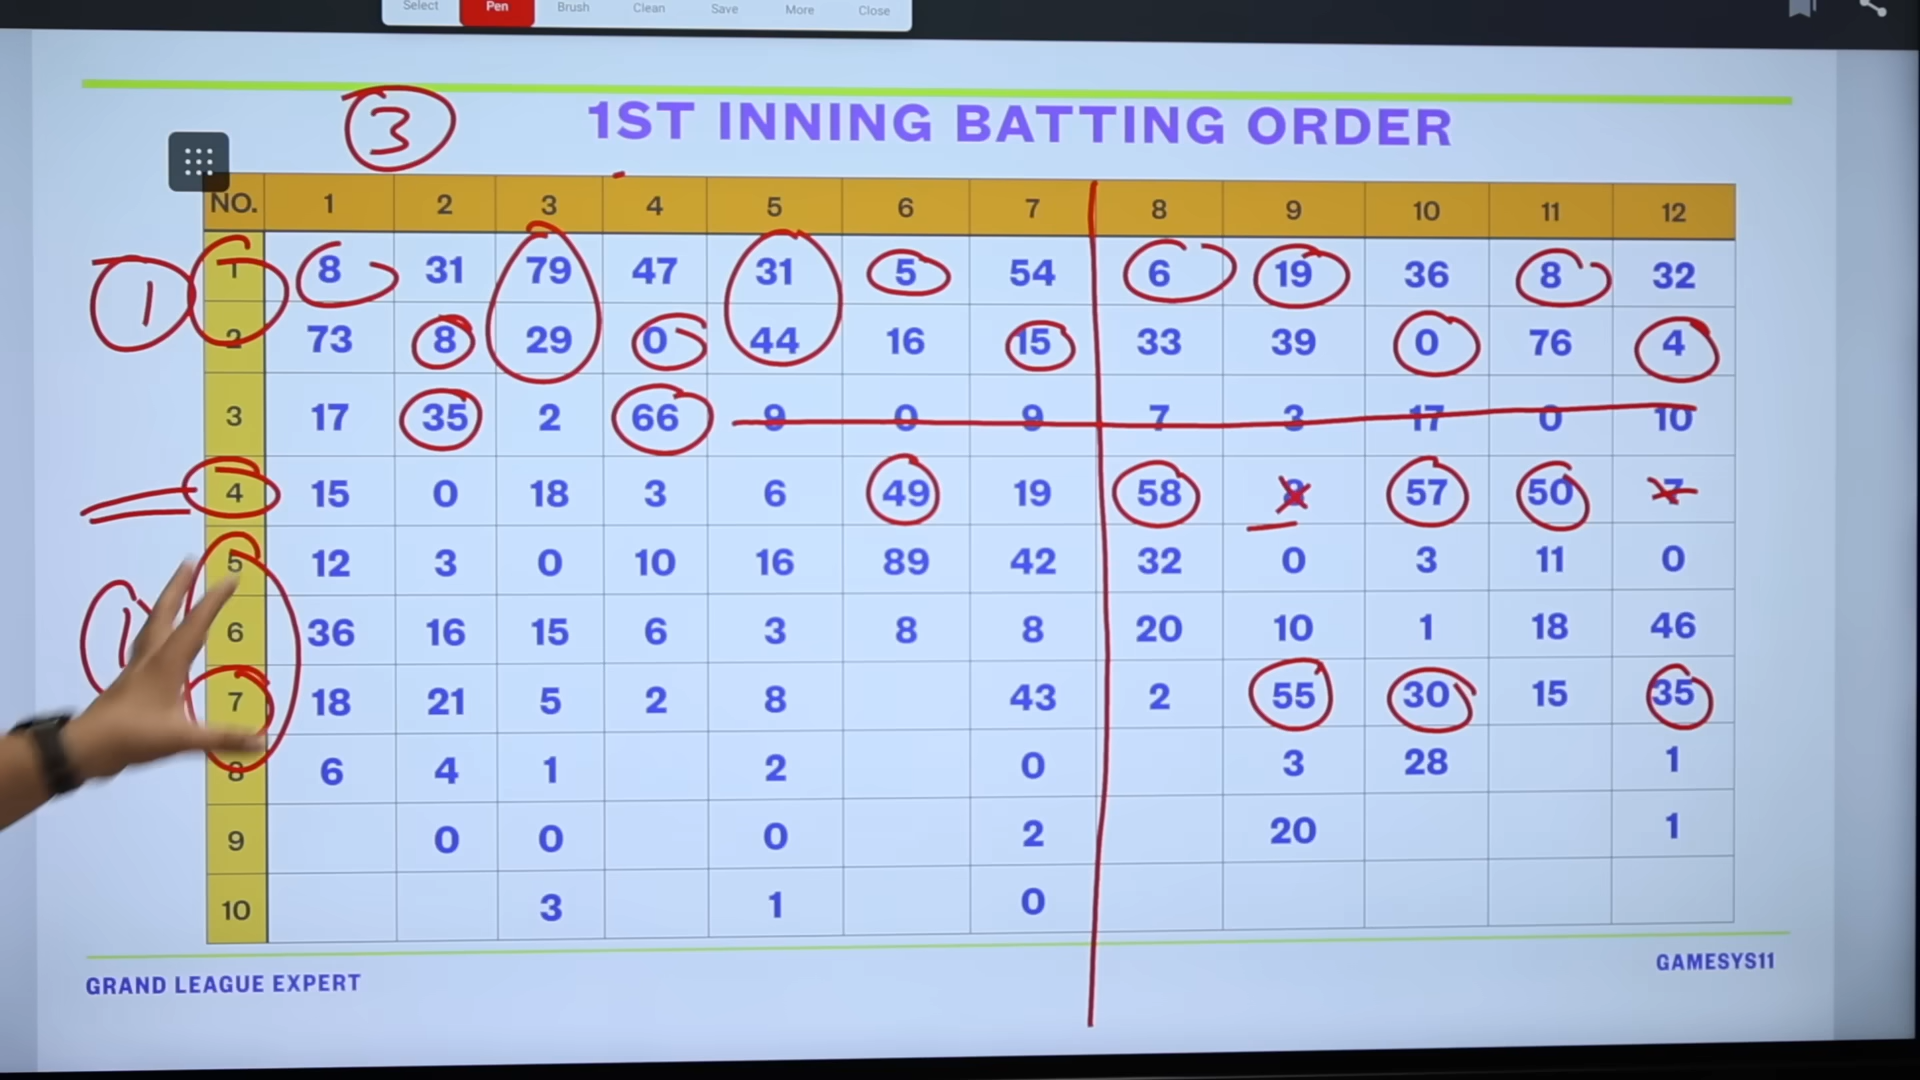 Select Pen Brush Clean Save More Close
3
1ST INNING BATTING ORDER
NO. 1 2 3 4 5 6 7 8 9 10 11 12
1 1 8 31 79 47 31 5 54 6 19 36 8 32
2 73 8 29 0 44 16 15 33 39 0 76 4
3 17 35 2 66 9 0 9 7 3 17 0 10
4 15 0 18 3 6 49 19 58 8 57 50 7
5 12 3 0 10 16 89 42 32 0 3 11 0
1 6 36 16 15 6 3 8 8 20 10 1 18 46
7 18 21 5 2 8 43 2 55 30 15 35
8 6 4 1 2 0 3 28 1
9 0 0 0 2 20 1
10 3 1 0
GRAND LEAGUE EXPERT
GAMESYS11